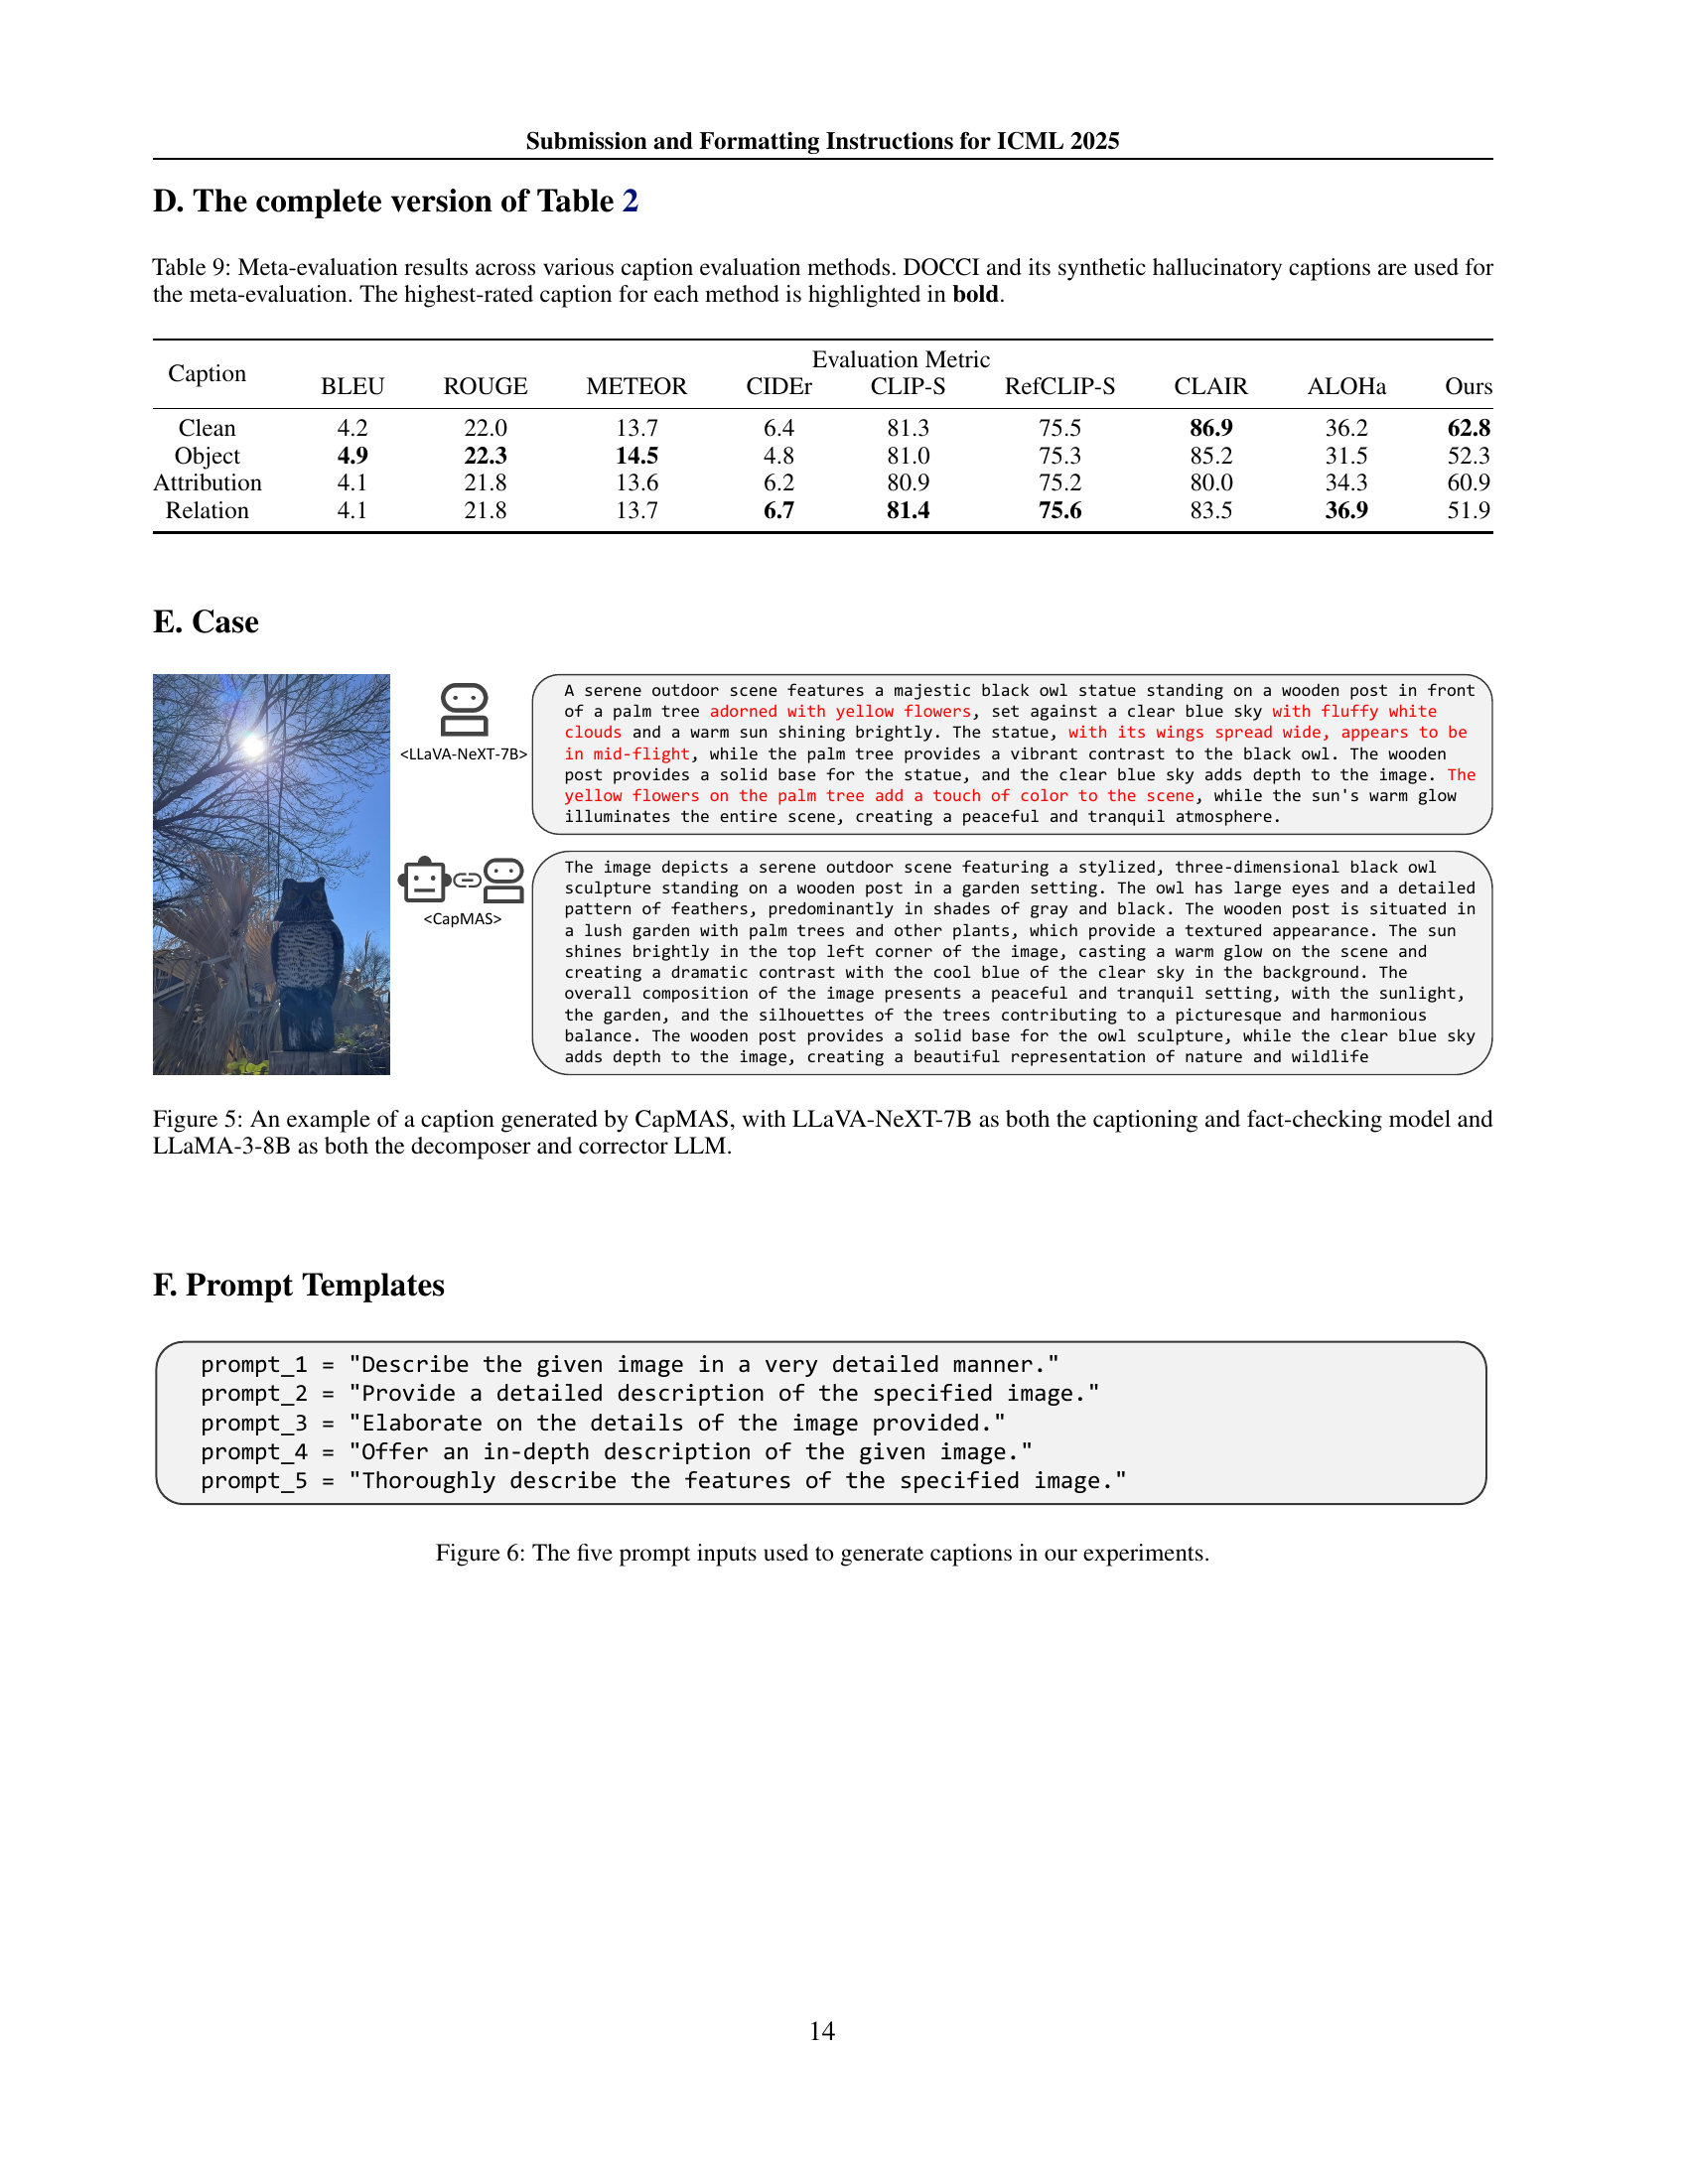 Submission and Formatting Instructions for ICML 2025
D. The complete version of Table 2
Table 9: Meta-evaluation results across various caption evaluation methods. DOCCI and its synthetic hallucinatory captions are used for
the meta-evaluation. The highest-rated caption for each method is highlighted in bold.
Caption Evaluation Metric
BLEU ROUGE METEOR CIDEr CLIP-S RefCLIP-S CLAIR ALOHa Ours
Clean 4.2 22.0 13.7 6.4 81.3 75.5 86.9 36.2 62.8
Object 4.9 22.3 14.5 4.8 81.0 75.3 85.2 31.5 52.3
Attribution 4.1 21.8 13.6 6.2 80.9 75.2 80.0 34.3 60.9
Relation 4.1 21.8 13.7 6.7 81.4 75.6 83.5 36.9 51.9
E. Case
<LLaVA-NeXT-7B>
A serene outdoor scene features a majestic black owl statue standing on a wooden post in front
of a palm tree adorned with yellow flowers, set against a clear blue sky with fluffy white
clouds and a warm sun shining brightly. The statue, with its wings spread wide, appears to be
in mid-flight, while the palm tree provides a vibrant contrast to the black owl. The wooden
post provides a solid base for the statue, and the clear blue sky adds depth to the image. The
yellow flowers on the palm tree add a touch of color to the scene, while the sun's warm glow
illuminates the entire scene, creating a peaceful and tranquil atmosphere.
<CapMAS>
The image depicts a serene outdoor scene featuring a stylized, three-dimensional black owl
sculpture standing on a wooden post in a garden setting. The owl has large eyes and a detailed
pattern of feathers, predominantly in shades of gray and black. The wooden post is situated in
a lush garden with palm trees and other plants, which provide a textured appearance. The sun
shines brightly in the top left corner of the image, casting a warm glow on the scene and
creating a dramatic contrast with the cool blue of the clear sky in the background. The
overall composition of the image presents a peaceful and tranquil setting, with the sunlight,
the garden, and the silhouettes of the trees contributing to a picturesque and harmonious
balance. The wooden post provides a solid base for the owl sculpture, while the clear blue sky
adds depth to the image, creating a beautiful representation of nature and wildlife
Figure 5: An example of a caption generated by CapMAS, with LLaVA-NeXT-7B as both the captioning and fact-checking model and
LLaMA-3-8B as both the decomposer and corrector LLM.
F. Prompt Templates
prompt_1 = "Describe the given image in a very detailed manner."
prompt_2 = "Provide a detailed description of the specified image."
prompt_3 = "Elaborate on the details of the image provided."
prompt_4 = "Offer an in-depth description of the given image."
prompt_5 = "Thoroughly describe the features of the specified image."
Figure 6: The five prompt inputs used to generate captions in our experiments.
14